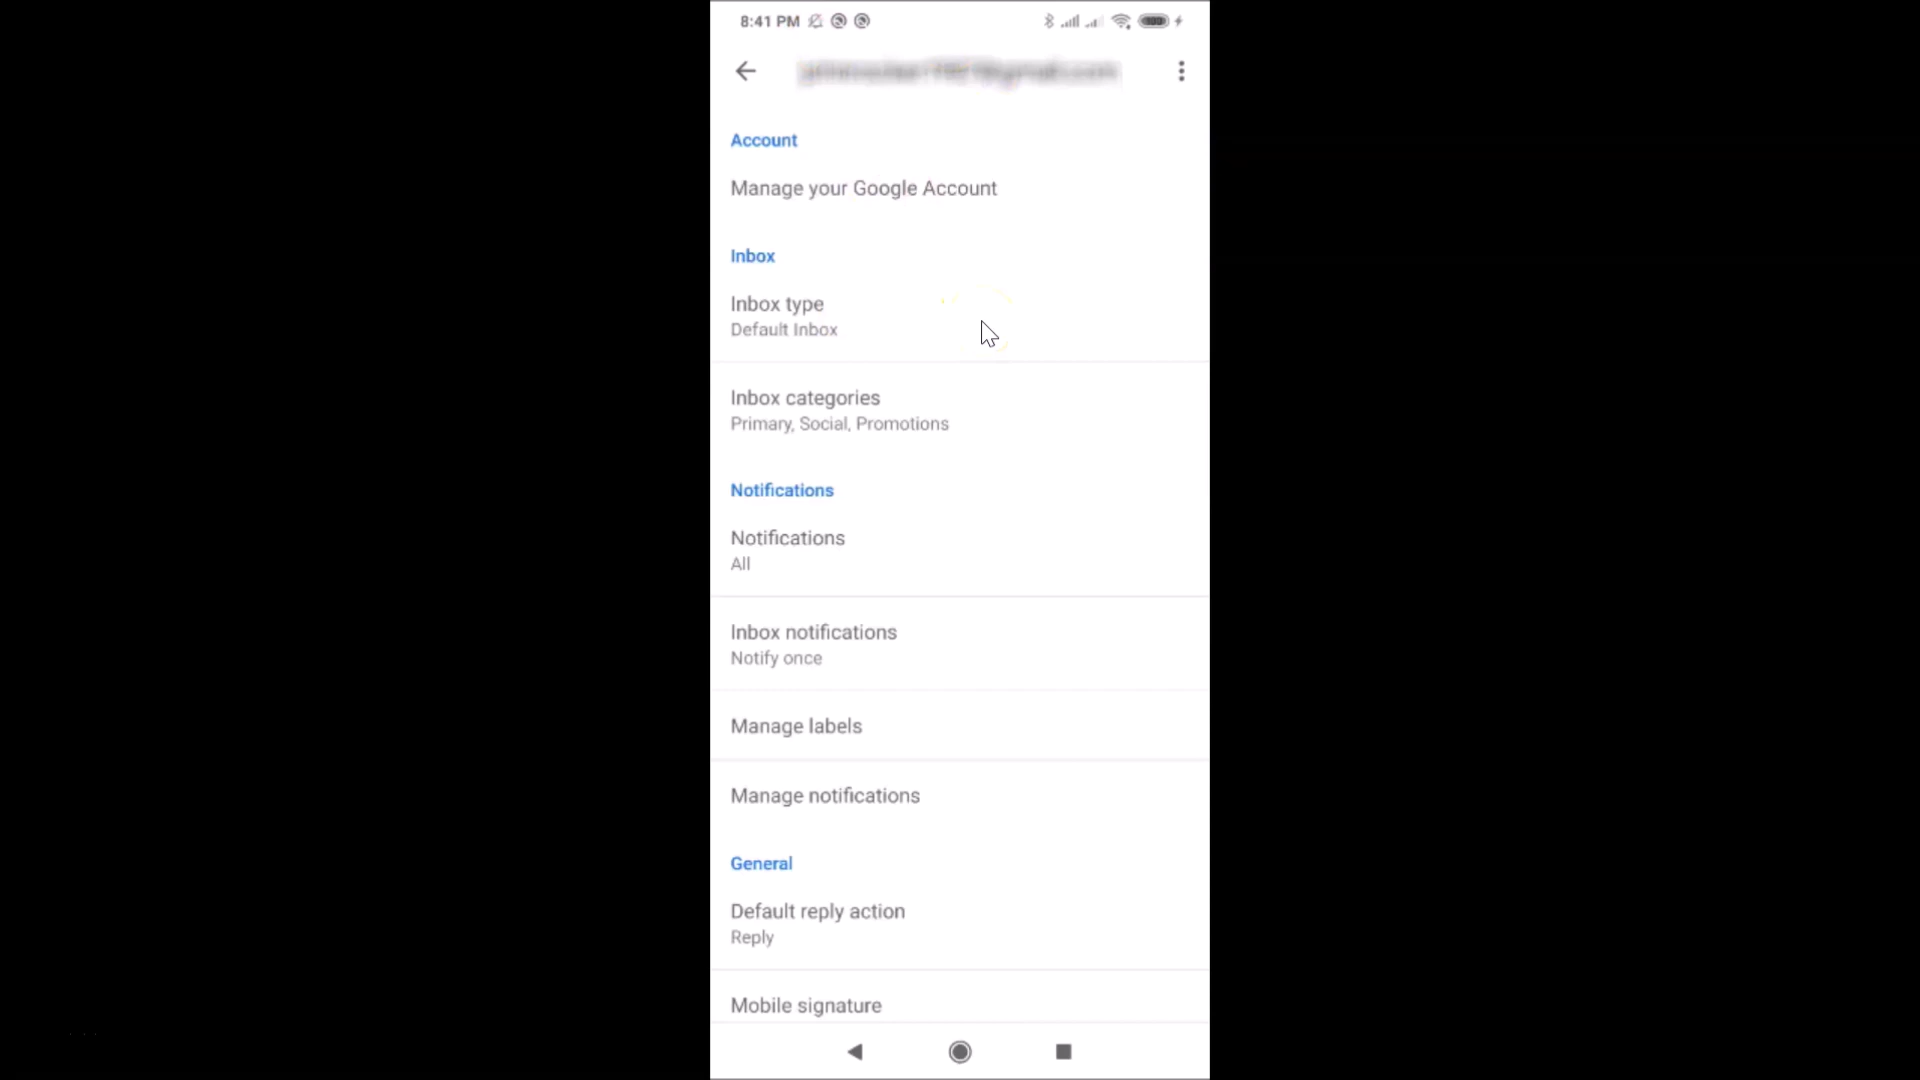 8:41 PM
Account
Manage your Google Account
Inbox
Inbox type
Default Inbox
Inbox categories
Primary, Social, Promotions
Notifications
Notifications
All
Inbox notifications
Notify once
Manage labels
Manage notifications
General
Default reply action
Reply
Mobile signature